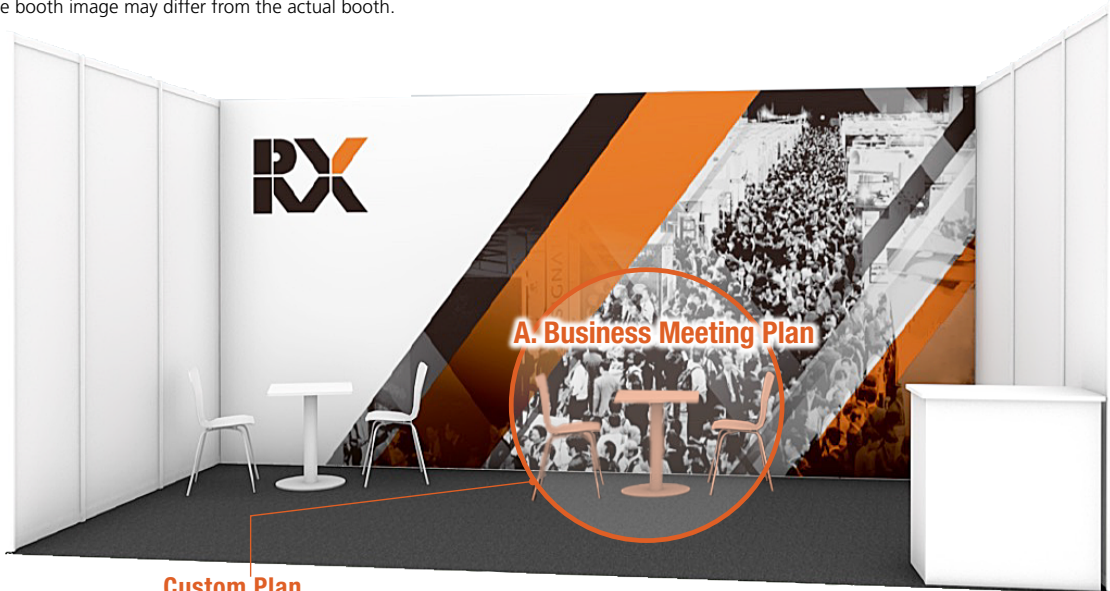 e booth image may differ from the actual booth.
RX
A. Business Meeting Plan
Custom Plan